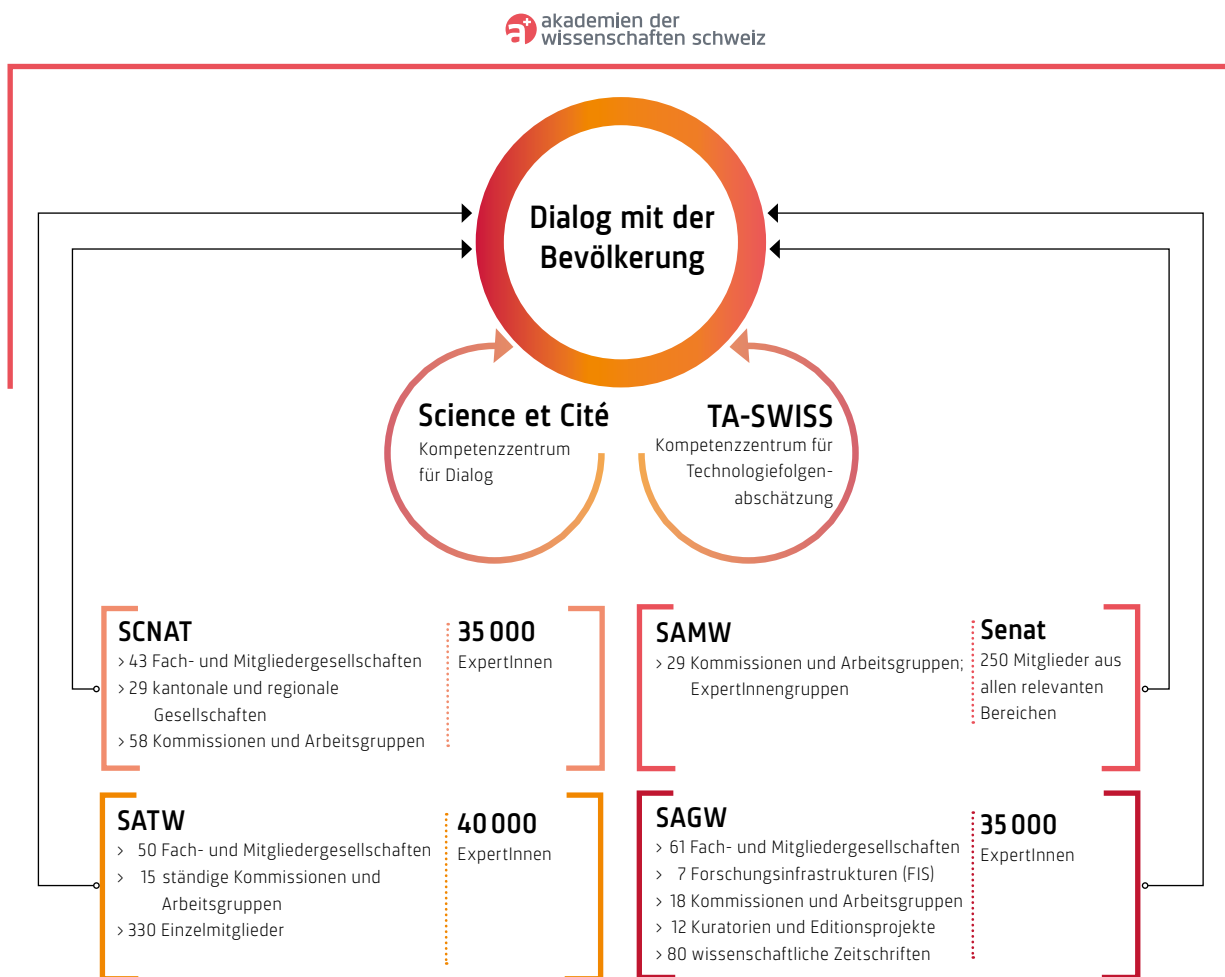 a+ akademien der
wissenschaften schweiz
Dialog mit der
Bevölkerung
Science et Cité
Kompetenzzentrum
für Dialog
TA-SWISS
Kompetenzzentrum für
Technologiefolgen-
abschätzung
SCNAT
> 43 Fach- und Mitgliedergesellschaften
> 29 kantonale und regionale
Gesellschaften
> 58 Kommissionen und Arbeitsgruppen
35 000
ExpertInnen
SAMW
> 29 Kommissionen und Arbeitsgruppen;
ExpertInnengruppen
Senat
250 Mitglieder aus
allen relevanten
Bereichen
SATW
> 50 Fach- und Mitgliedergesellschaften
> 15 ständige Kommissionen und
Arbeitsgruppen
> 330 Einzelmitglieder
40 000
ExpertInnen
SAGW
> 61 Fach- und Mitgliedergesellschaften
> 7 Forschungsinfrastrukturen (FIS)
> 18 Kommissionen und Arbeitsgruppen
> 12 Kuratorien und Editionsprojekte
> 80 wissenschaftliche Zeitschriften
35 000
ExpertInnen